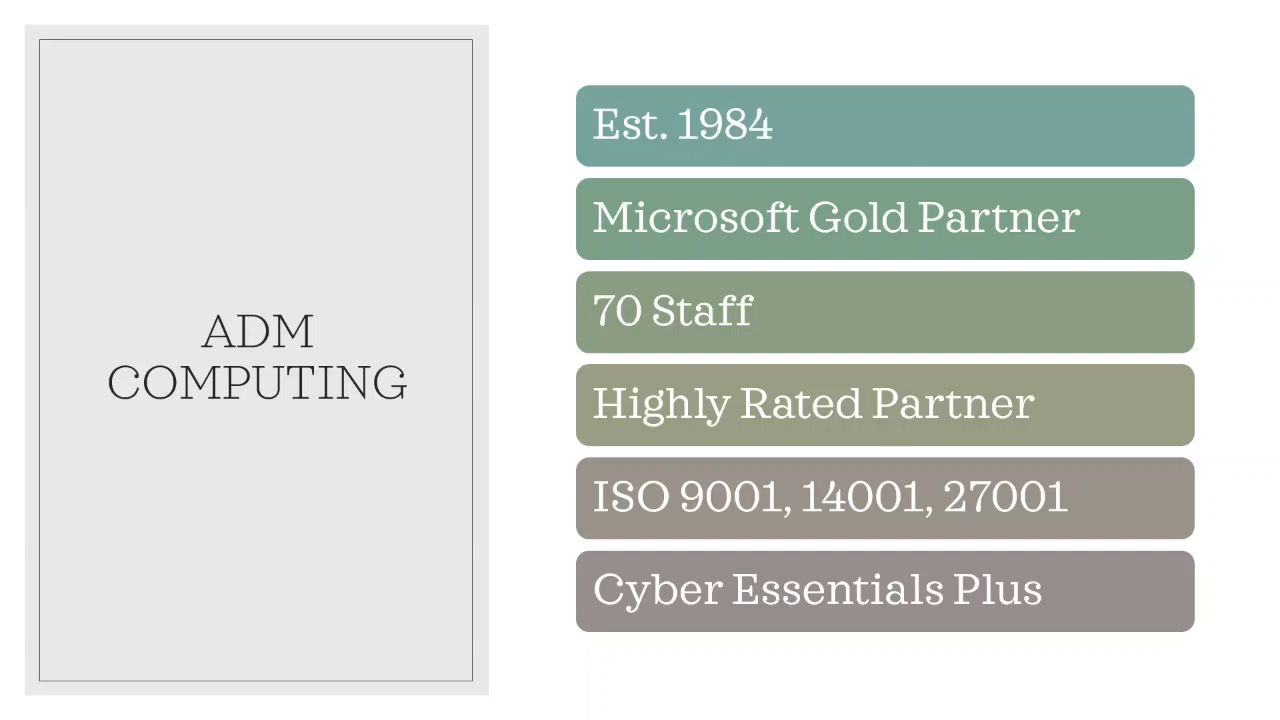 ADM
COMPUTING
Est. 1984
Microsoft Gold Partner
70 Staff
Highly Rated Partner
ISO 9001, 14001, 27001
Cyber Essentials Plus